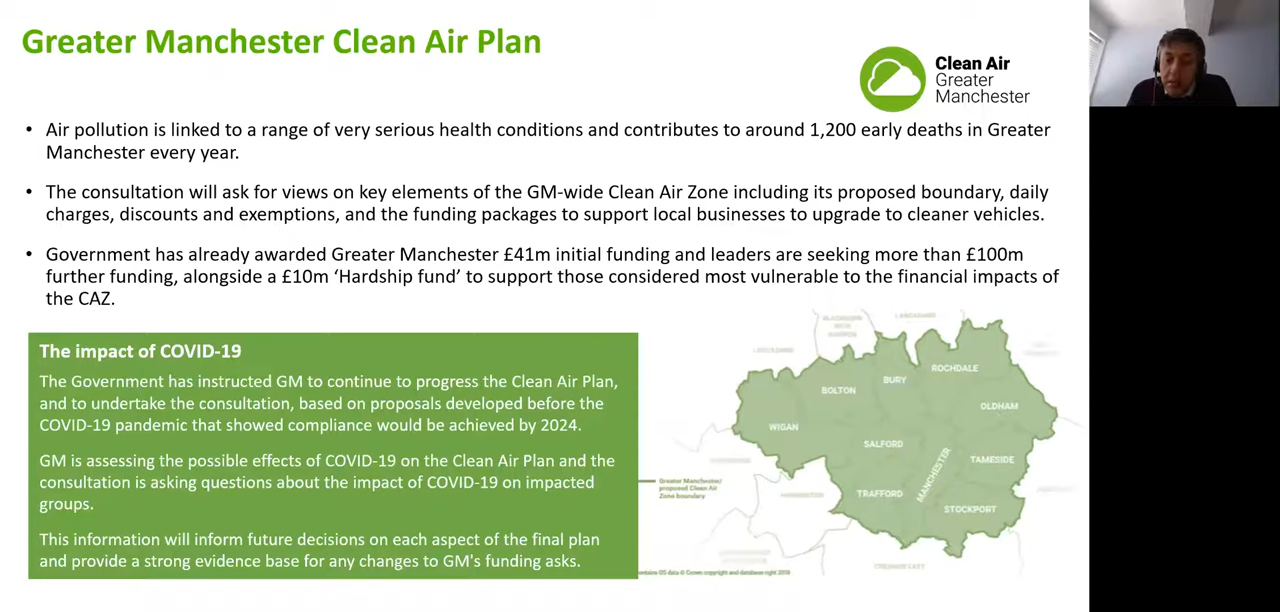 Greater Manchester Clean Air Plan
Clean Air
Greater
Manchester
• Air pollution is linked to a range of very serious health conditions and contributes to around 1,200 early deaths in Greater
Manchester every year.
• The consultation will ask for views on key elements of the GM-wide Clean Air Zone including its proposed boundary, daily
charges, discounts and exemptions, and the funding packages to support local businesses to upgrade to cleaner vehicles.
• Government has already awarded Greater Manchester £41m initial funding and leaders are seeking more than £100m
further funding, alongside a £10m ‘Hardship fund’ to support those considered most vulnerable to the financial impacts of
the CAZ.
The impact of COVID-19
The Government has instructed GM to continue to progress the Clean Air Plan,
and to undertake the consultation, based on proposals developed before the
COVID-19 pandemic that showed compliance would be achieved by 2024.
GM is assessing the possible effects of COVID-19 on the Clean Air Plan and the
consultation is asking questions about the impact of COVID-19 on impacted
groups.
This information will inform future decisions on each aspect of the final plan
and provide a strong evidence base for any changes to GM's funding asks.
LANCASHIRE
ROCHDALE
BURY
BOLTON
OLDHAM
WIGAN
SALFORD
TAMESIDE
MANCHESTER
TRAFFORD
STOCKPORT
Greater Manchester/
proposed Clean Air
Zone boundary